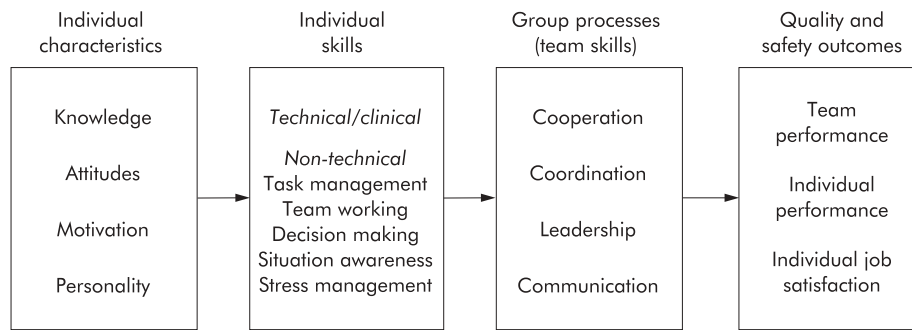 Individual
characteristics
Knowledge
Attitudes
Motivation
Personality
Individual
skills
Technical/clinical
Non-technical
Task management
Team working
Decision making
Situation awareness
Stress management
Group processes
(team skills)
Cooperation
Coordination
Leadership
Communication
Quality and
safety outcomes
Team
performance
Individual
performance
Individual job
satisfaction